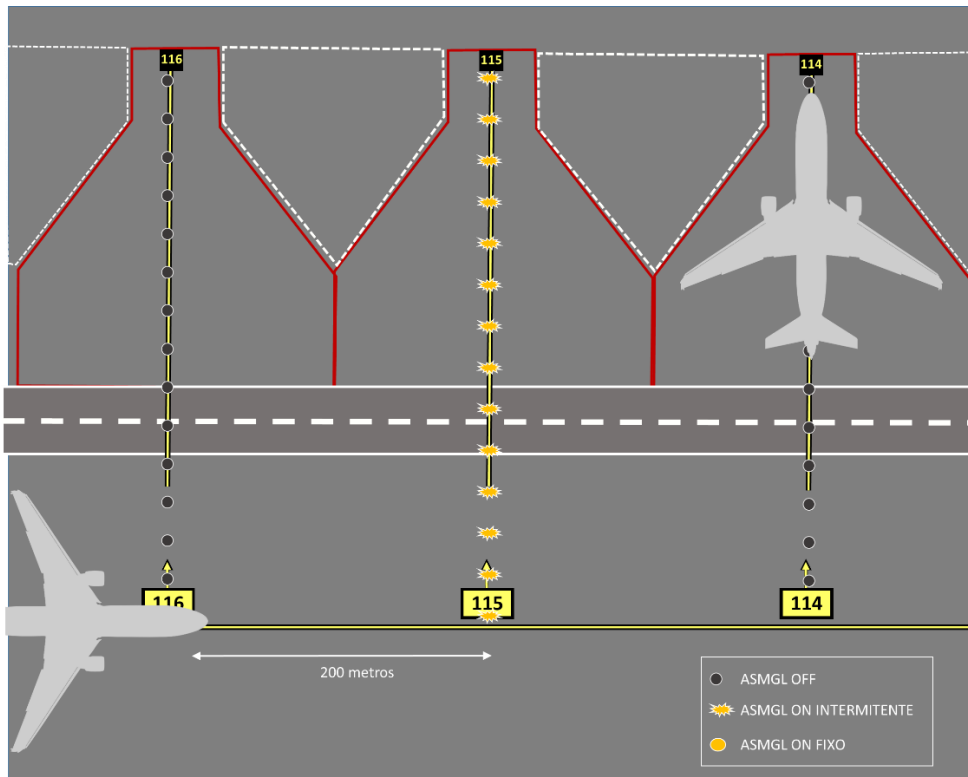 116
115
114
116
115
114
200 metros
ASMGL OFF
ASMGL ON INTERMITENTE
ASMGL ON FIXO